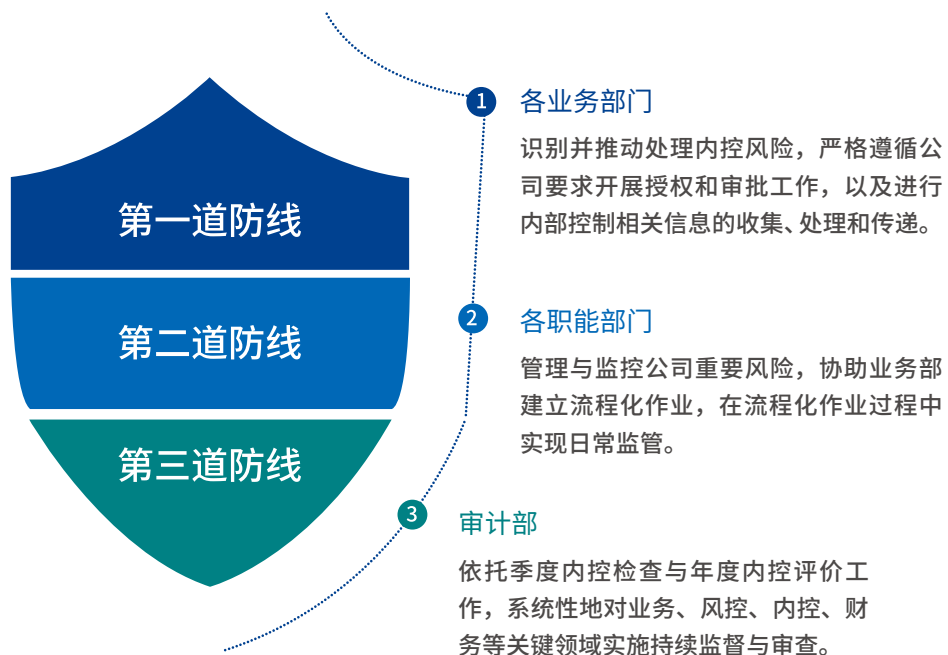 第一道防线
第二道防线
第三道防线
1 各业务部门
识别并推动处理内控风险，严格遵循公
司要求开展授权和审批工作，以及进行
内部控制相关信息的收集、处理和传递。
2 各职能部门
管理与监控公司重要风险，协助业务部
建立流程化作业，在流程化作业过程中
实现日常监管。
3 审计部
依托季度内控检查与年度内控评价工
作，系统性地对业务、风控、内控、财
务等关键领域实施持续监督与审查。